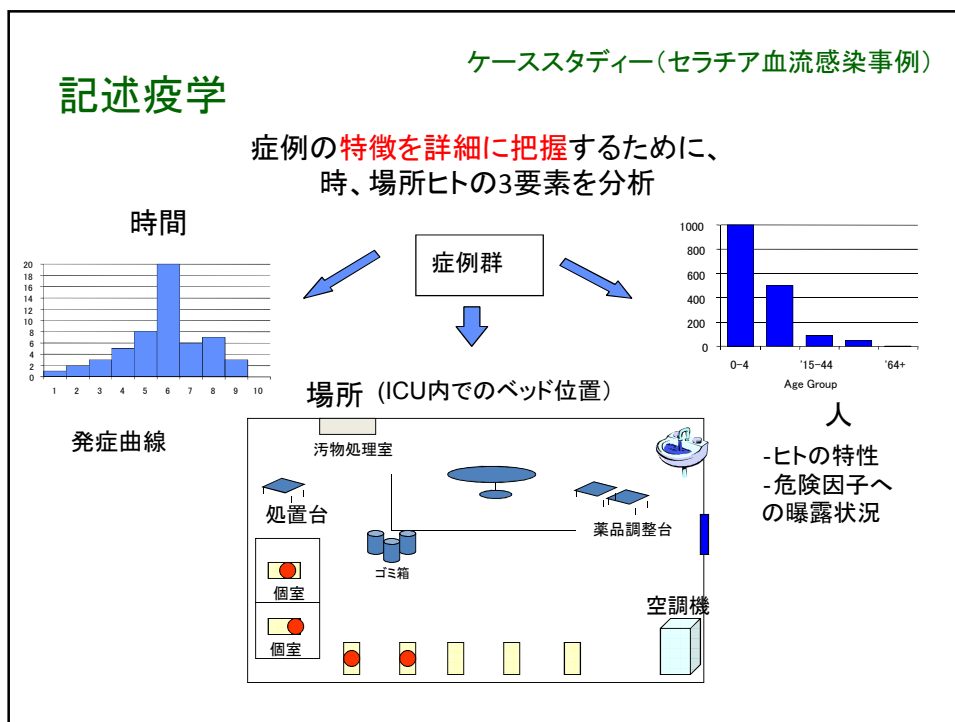 ケーススタディー（セラチア血流感染事例）
記述疫学
症例の特徴を詳細に把握するために、
時、場所ヒトの3要素を分析
時間
20
18
16
14
12
10
8
6
4
2
0
1 2 3 4 5 6 7 8 9 10
発症曲線
症例群
1000
800
600
400
200
0
0-4 '15-44 '64+
Age Group
人
-ヒトの特性
-危険因子へ
の曝露状況
場所 (ICU内でのベッド位置）
汚物処理室
処置台
薬品調整台
ゴミ箱
個室
個室
空調機